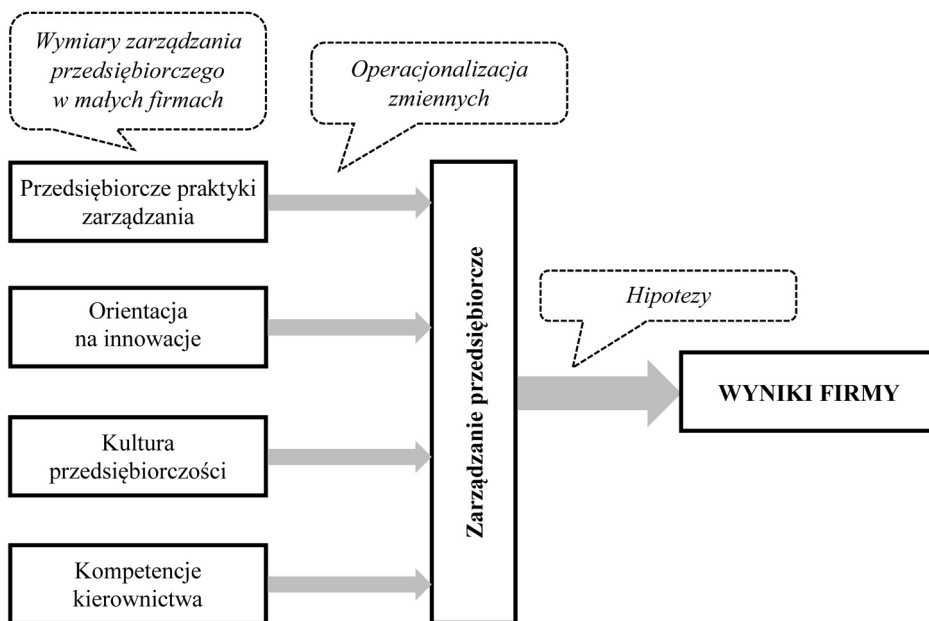 Wymiary zarządzania
przedsiębiorczego
w małych firmach
Operacjonalizacja
zmiennych
Przedsiębiorcze praktyki
zarządzania
Orientacja
na innowacje
Kultura
przedsiębiorczości
Kompetencje
kierownictwa
Zarządzanie przedsiębiorcze
Hipotezy
WYNIKI FIRMY